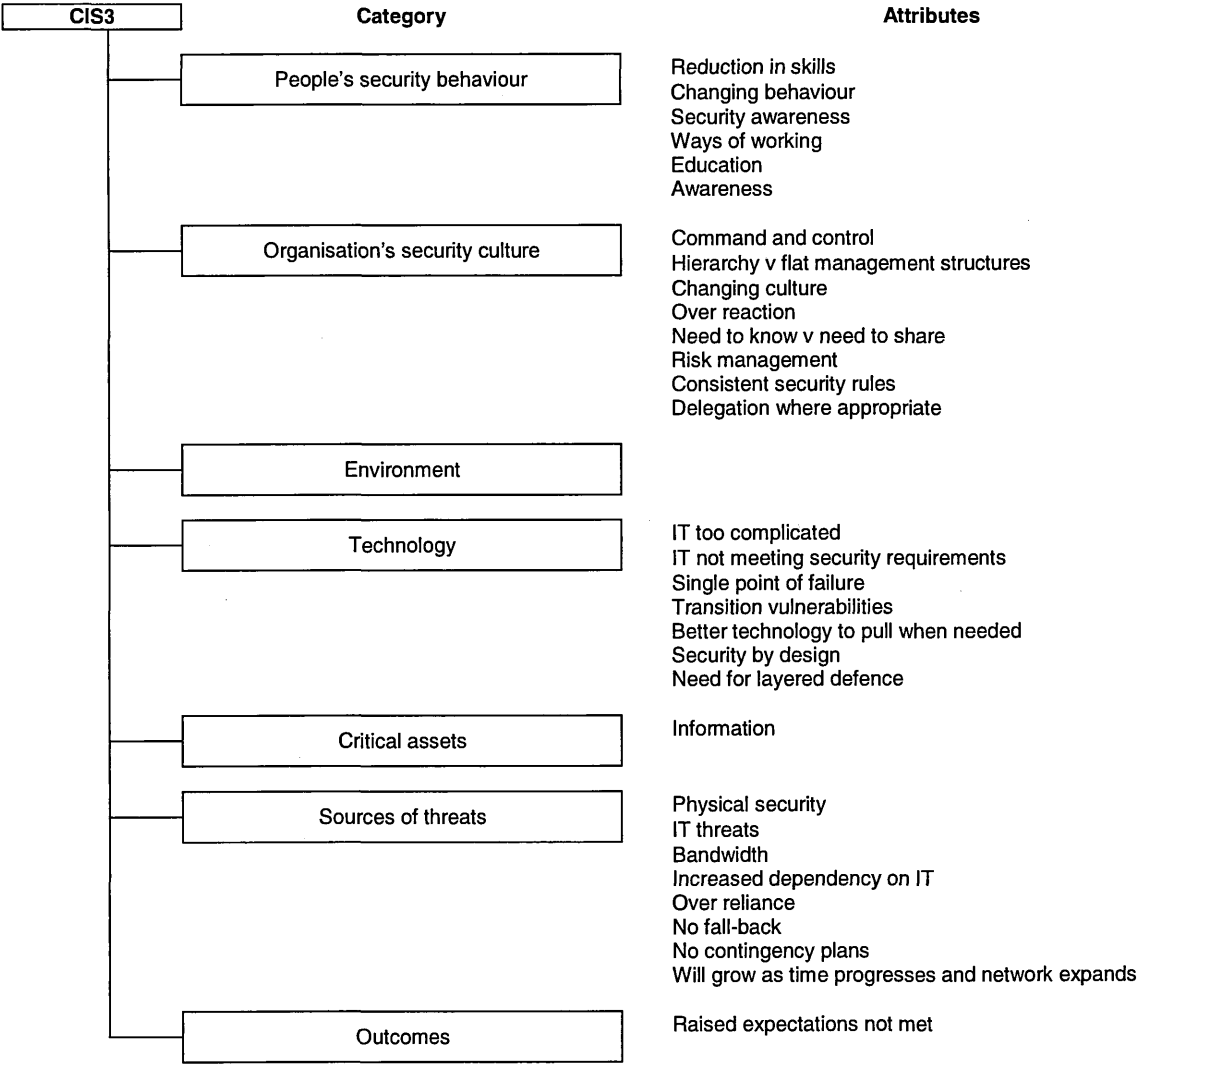 CIS3 Category Attributes
People's security behaviour
Reduction in skills
Changing behaviour
Security awareness
Ways of working
Education
Awareness
Organisation's security culture
Command and control
Hierarchy v flat management structures
Changing culture
Over reaction
Need to know v need to share
Risk management
Consistent security rules
Delegation where appropriate
Environment
Technology
IT too complicated
IT not meeting security requirements
Single point of failure
Transition vulnerabilities
Better technology to pull when needed
Security by design
Need for layered defence
Critical assets
Information
Sources of threats
Physical security
IT threats
Bandwidth
Increased dependency on IT
Over reliance
No fall-back
No contingency plans
Will grow as time progresses and network expands
Outcomes
Raised expectations not met